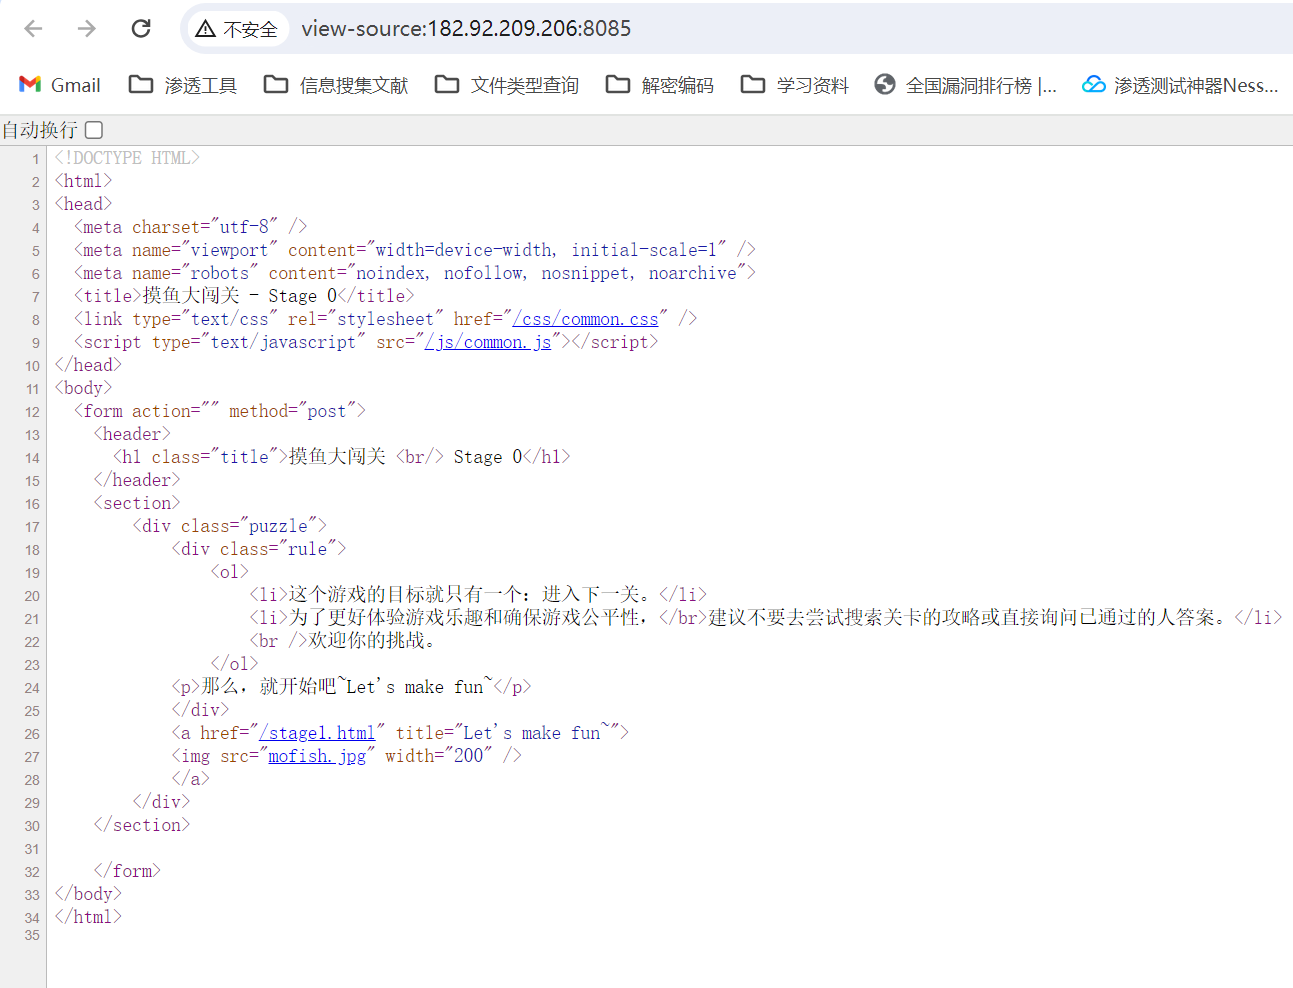 不安全 view-source:182.92.209.206:8085
Gmail 渗透工具 信息搜集文献 文件类型查询 解密编码 学习资料 全国漏洞排行榜 |... 渗透测试神器Ness...
自动换行
1 <!DOCTYPE HTML>
2 <html>
3 <head>
4 <meta charset="utf-8" />
5 <meta name="viewport" content="width=device-width, initial-scale=1" />
6 <meta name="robots" content="noindex, nofollow, nosnippet, noarchive">
7 <title>摸鱼大闯关 - Stage 0</title>
8 <link type="text/css" rel="stylesheet" href="/css/common.css" />
9 <script type="text/javascript" src="/js/common.js"></script>
10 </head>
11 <body>
12 <form action="" method="post">
13 <header>
14 <h1 class="title">摸鱼大闯关 <br/> Stage 0</h1>
15 </header>
16 <section>
17 <div class="puzzle">
18 <div class="rule">
19 <ol>
20 <li>这个游戏的目标就只有一个：进入下一关。</li>
21 <li>为了更好体验游戏乐趣和确保游戏公平性，</br>建议不要去尝试搜索关卡的攻略或直接询问已通过的人答案。</li>
22 <br />欢迎你的挑战。
23 </ol>
24 <p>那么，就开始吧~Let's make fun~</p>
25 </div>
26 <a href="/stage1.html" title="Let's make fun~">
27 <img src="mofish.jpg" width="200" />
28 </a>
29 </div>
30 </section>
31
32 </form>
33 </body>
34 </html>
35